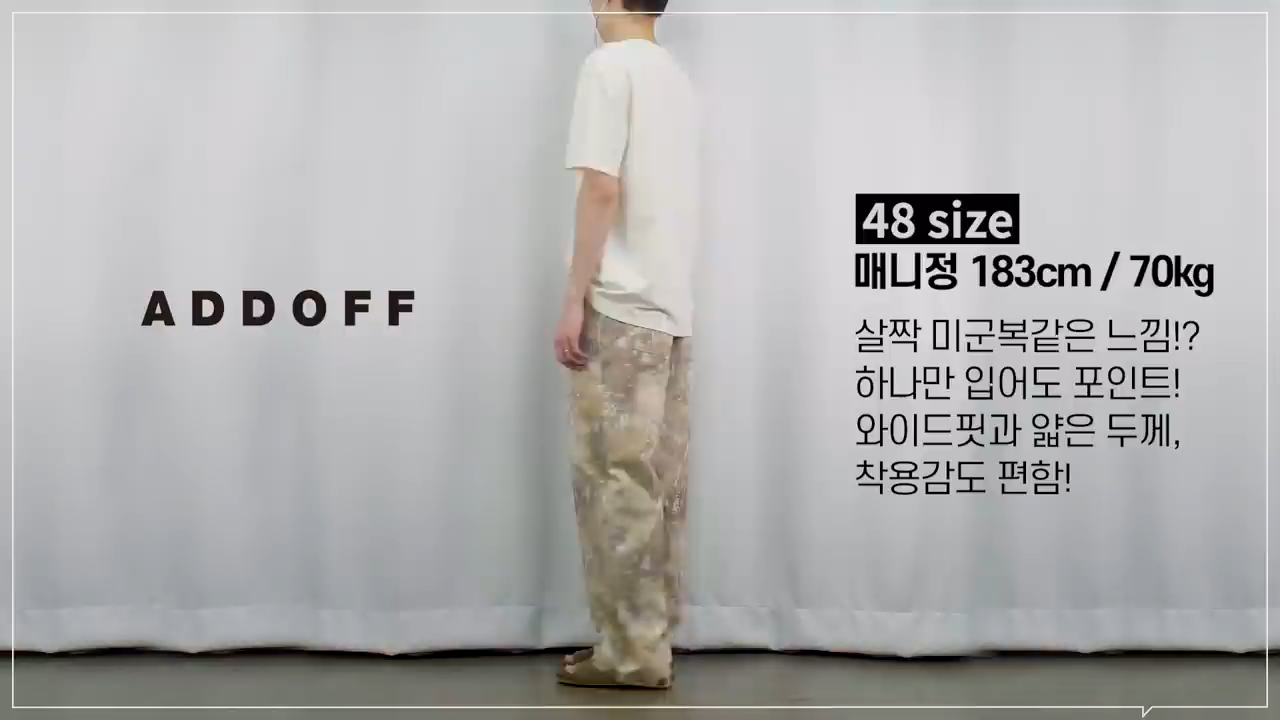 ADDOFF
48 size
매니정 183cm / 70kg
살짝 미군복같은 느낌!?
하나만 입어도 포인트!
와이드핏과 얇은 두께,
착용감도 편함!